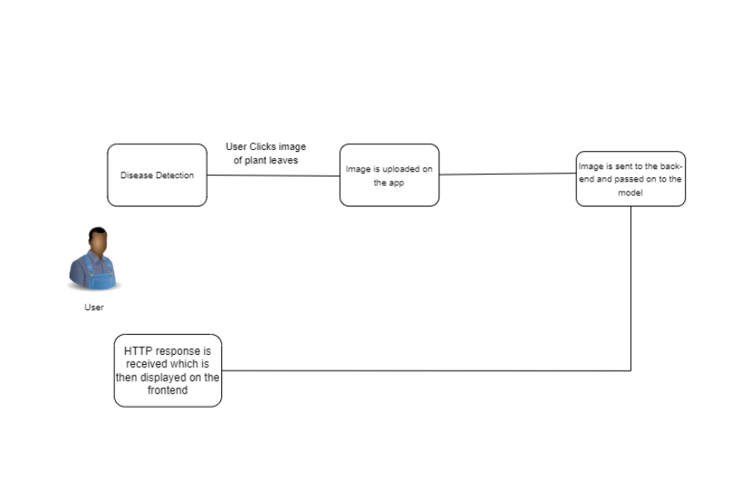 User Clicks image
of plant leaves
Disease Detection
Image is uploaded on
the app
Image is sent to the back-
end and passed on to the
model
User
HTTP response is
received which is
then displayed on the
frontend